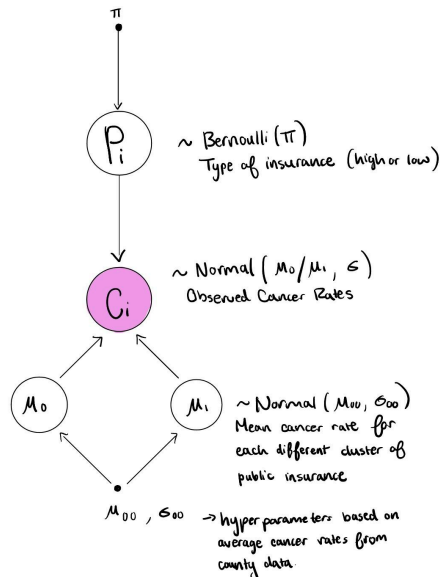 π
Pi
~ Bernoulli (π)
Type of insurance (high or low)
Ci
~ Normal ( μ0/μ1, σ )
Observed Cancer Rates
μ0
μ1
~ Normal ( μ00, σ00 )
Mean cancer rate for
each different cluster of
public insurance
μ00 , σ00
→ hyperparameters based on
average cancer rates from
county data.